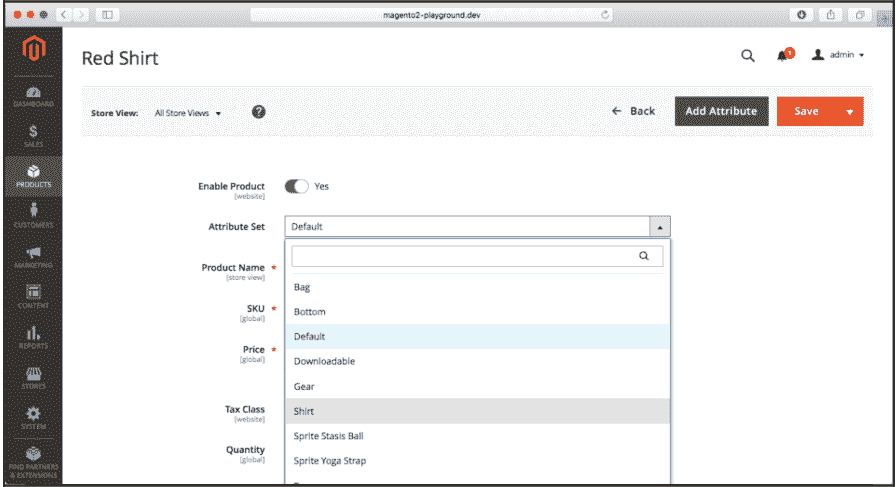 magento2-playground.dev
Red Shirt
1
admin
DASHBOARD
$
SALES
PRODUCTS
CUSTOMERS
MARKETING
CONTENT
REPORTS
STORES
SYSTEM
FIND PARTNERS
& EXTENSIONS
Store View: All Store Views ?
← Back Add Attribute Save
Enable Product Yes
[website]
Attribute Set Default
Product Name *
[store view]
Bag
SKU *
[global]
Bottom
Default
Price *
[global]
Downloadable
Gear
Tax Class
[website]
Shirt
Sprite Stasis Ball
Quantity
[global]
Sprite Yoga Strap